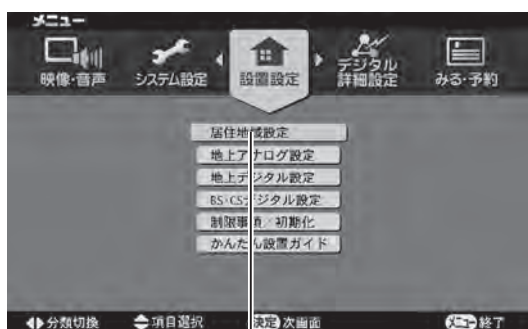 メニュー
映像·音声
システム設定
設置設定
デジタル
詳細設定
みる·予約
居住地域設定
地上アナログ設定
地上デジタル設定
BS·CSデジタル設定
制限事項／初期化
かんたん設置ガイド
分類切換 項目選択 決定 次画面 メニュー 終了